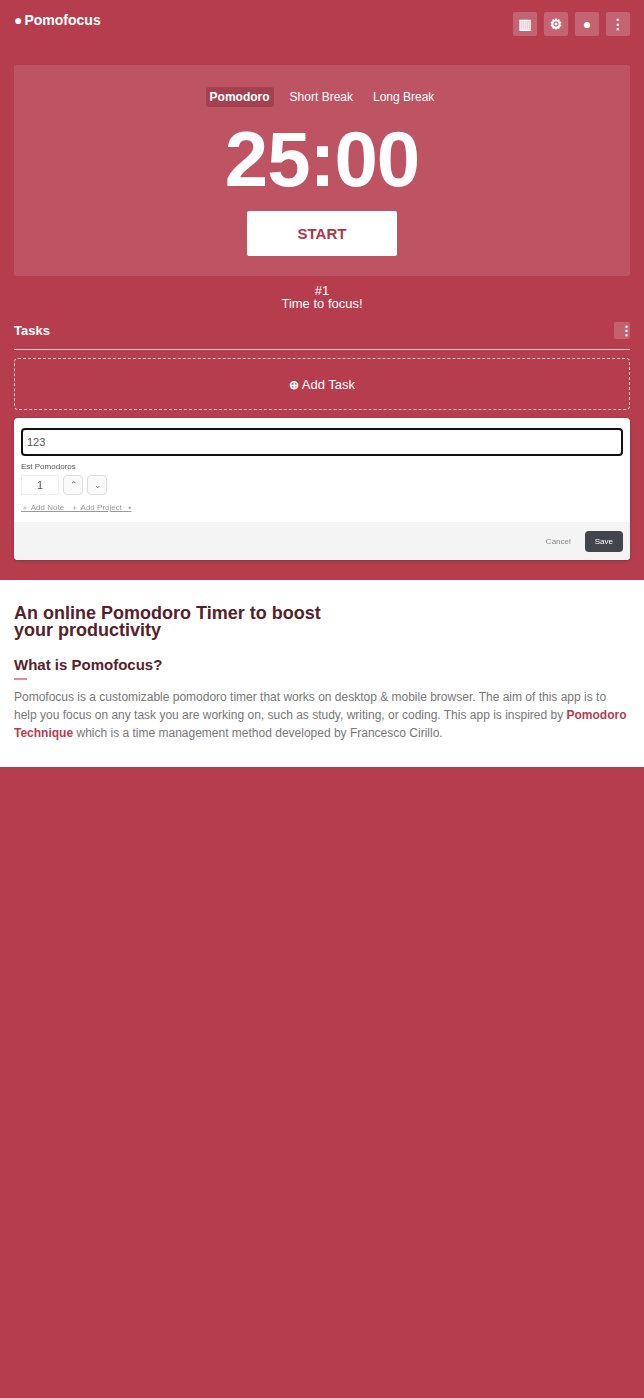 Pomofocus
Pomodoro Short Break Long Break
25:00
START
#1
Time to focus!
Tasks
⊕ Add Task
123
Est Pomodoros
1
+ Add Note + Add Project
Cancel Save
An online Pomodoro Timer to boost
your productivity
What is Pomofocus?
Pomofocus is a customizable pomodoro timer that works on desktop & mobile browser. The aim of this app is to
help you focus on any task you are working on, such as study, writing, or coding. This app is inspired by Pomodoro
Technique which is a time management method developed by Francesco Cirillo.